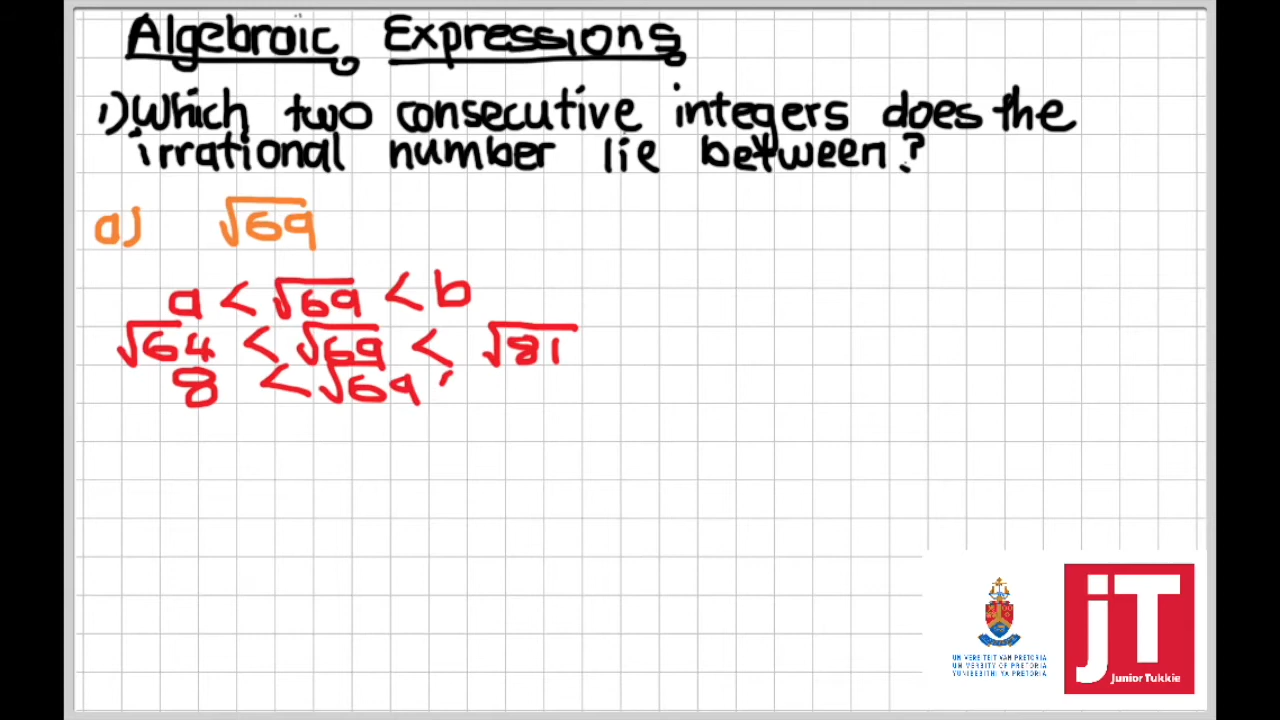 Algebraic Expressions
1) Which two consecutive integers does the
irrational number lie between?
a) √69
a < √69 < b
√64 < √69 < √81
8 < √69
UNIVERSITEIT VAN PRETORIA
UNIVERSITY OF PRETORIA
YUNIBESITHI YA PRETORIA
jT
Junior Tukkie